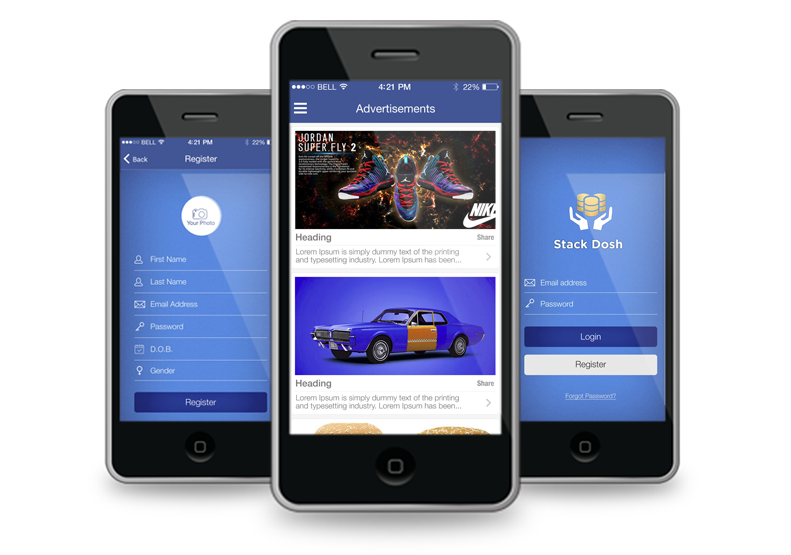 BELL 4:21 PM 22%
Back Register
Your Photo
First Name
Last Name
Email Address
Password
D.O.B.
Gender
Register
BELL 4:21 PM 22%
Advertisements
JORDAN
SUPER.FLY 2
NIKE
Heading Share
Lorem Ipsum is simply dummy text of the printing
and typesetting industry. Lorem Ipsum has been...
Heading Share
Lorem Ipsum is simply dummy text of the printing
and typesetting industry. Lorem Ipsum has been...
Stack Dosh
Email address
Password
Login
Register
Forgot Password?